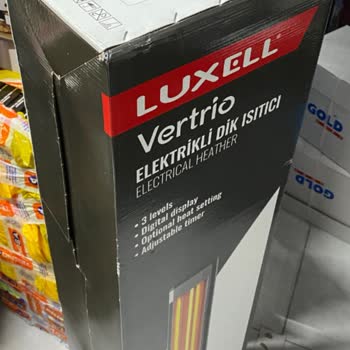 LUXELL
Vertrio
ELEKTRİKLİ DİK ISITICI
ELECTRICAL HEATHER
• 3 levels
• Digital display
• Optional heat setting
• Adjustable timer
GOLD
GOLD